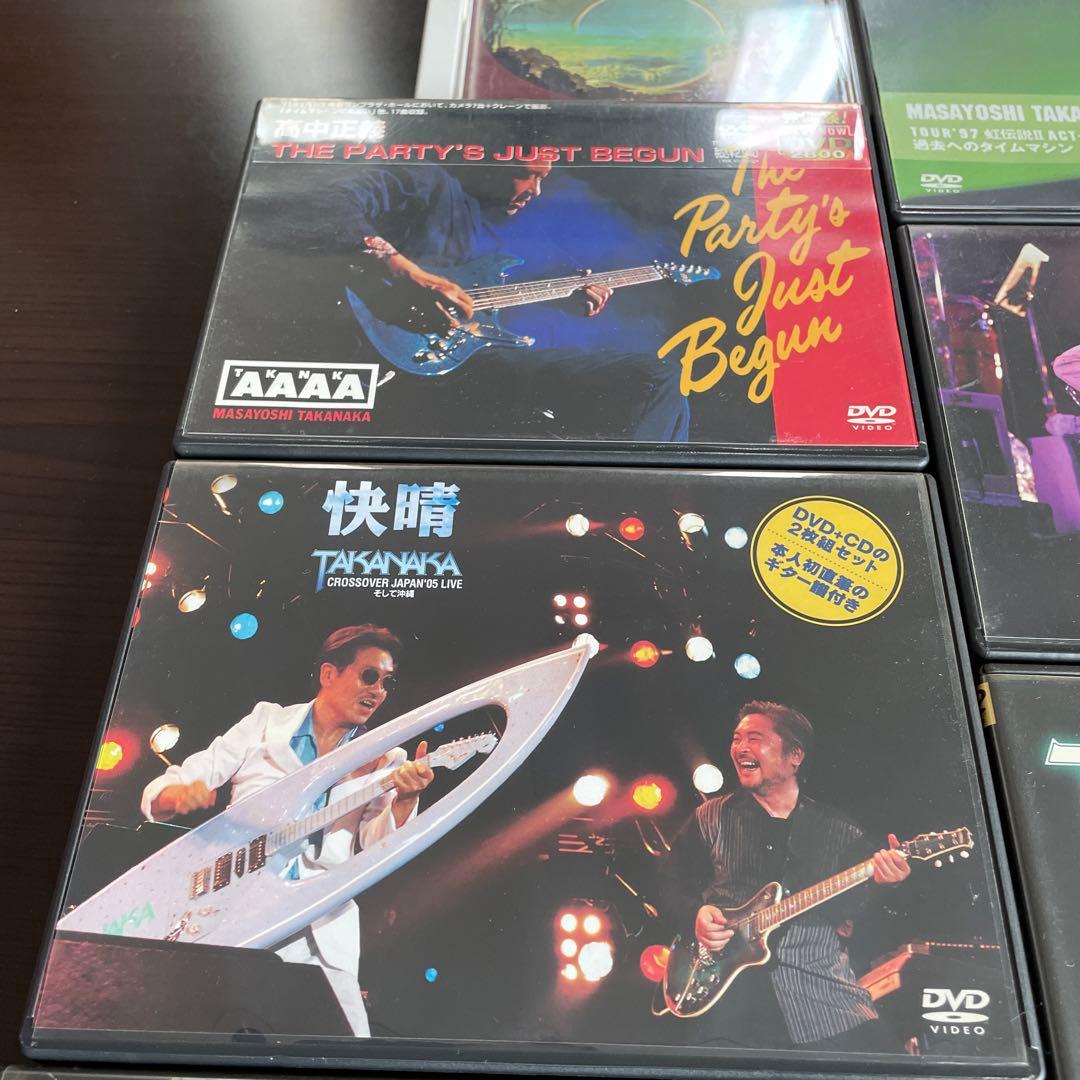 MASAYOSHI TAKA
TOUR'97 虹伝説II ACT-
過去へのタイムマシン
DVD
VIDEO
高中正義
THE PARTY'S JUST BEGUN
DVD
2800
The
Party's
Just
Begun
TAKANAKA
MASAYOSHI TAKANAKA
DVD
VIDEO
快晴
TAKANAKA
CROSSOVER JAPAN'05 LIVE
そして沖縄
DVD+CDの
2枚組セット
本人初直筆の
ギター譜付き
DVD
VIDEO